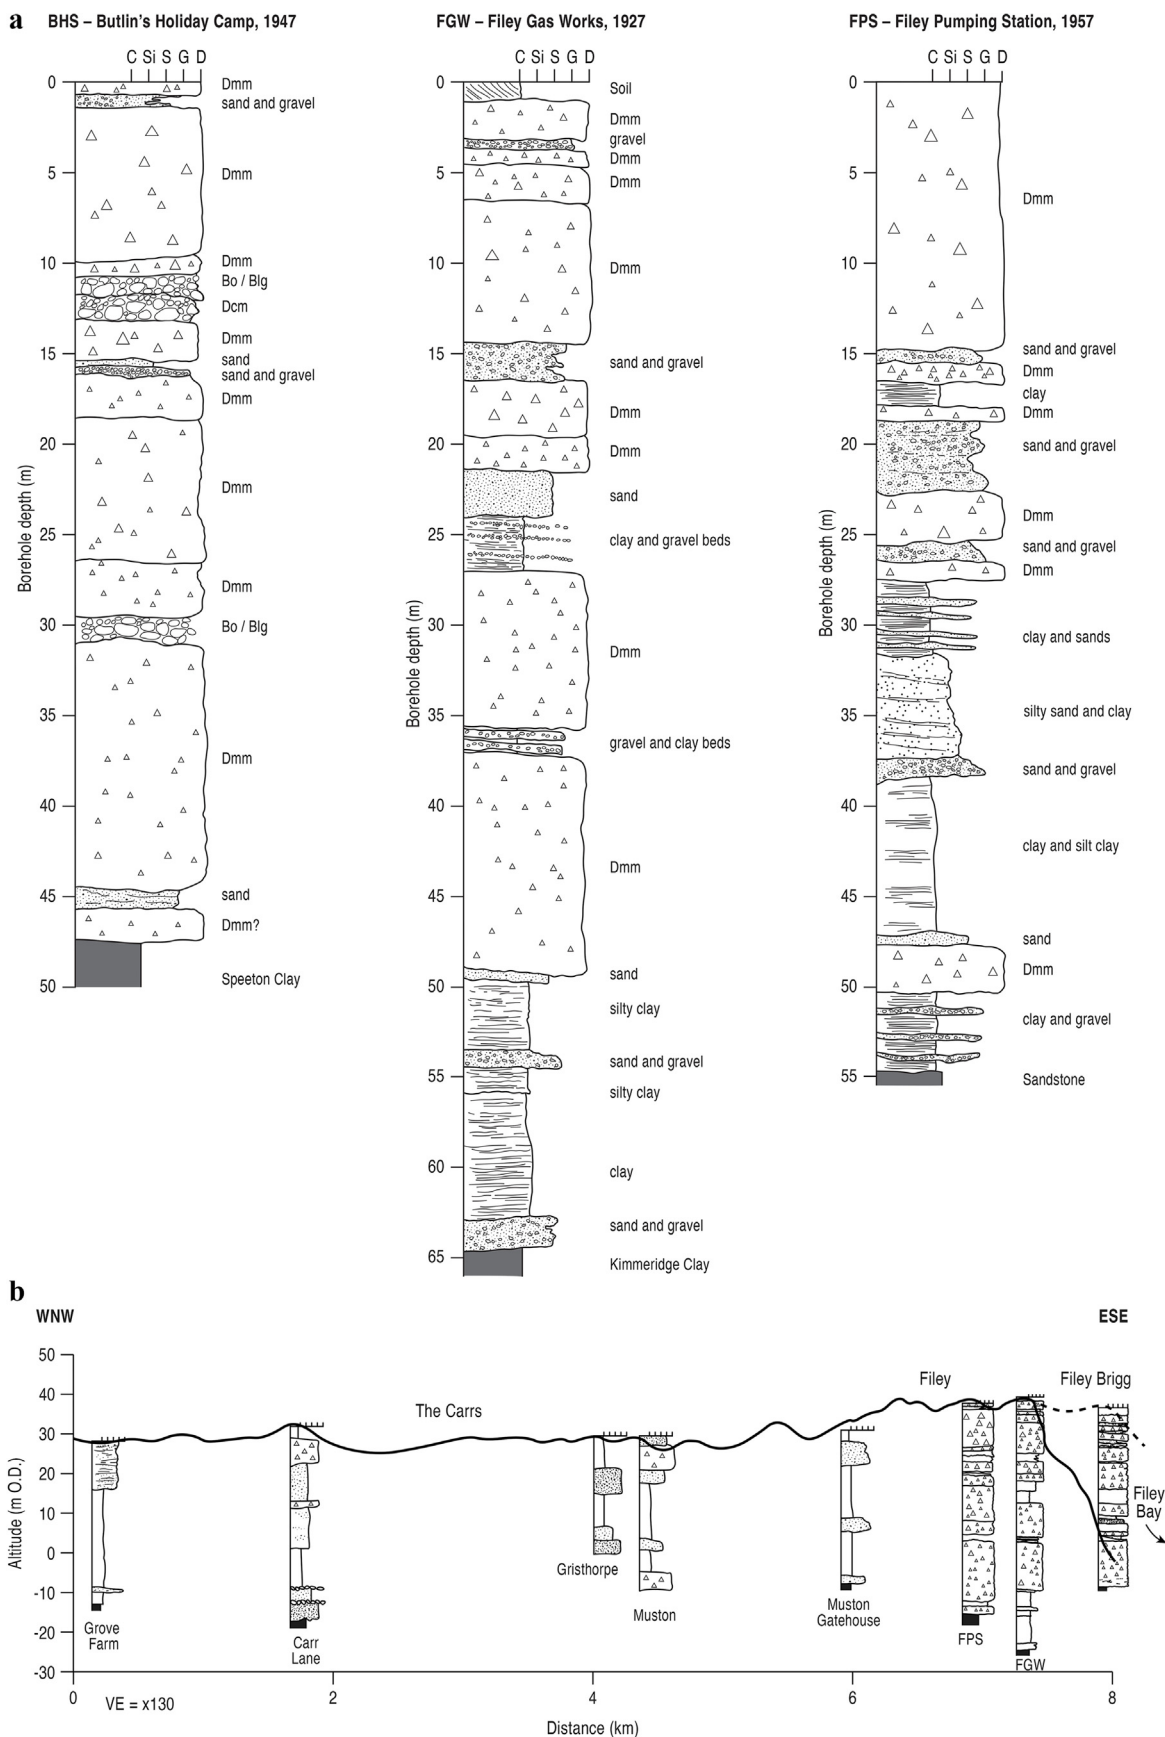 a
BHS – Butlin's Holiday Camp, 1947
C Si S G D
0
5
10
15
20
25
30
35
40
45
50
Borehole depth (m)
Dmm
sand and gravel
Dmm
Dmm
Bo / Blg
Dcm
Dmm
sand
sand and gravel
Dmm
Dmm
Dmm
Bo / Blg
Dmm
sand
Dmm?
Speeton Clay
FGW – Filey Gas Works, 1927
C Si S G D
0
5
10
15
20
25
30
35
40
45
50
55
60
65
Borehole depth (m)
Soil
Dmm
gravel
Dmm
Dmm
Dmm
sand and gravel
Dmm
Dmm
sand
clay and gravel beds
Dmm
gravel and clay beds
Dmm
sand
silty clay
sand and gravel
silty clay
clay
sand and gravel
Kimmeridge Clay
FPS – Filey Pumping Station, 1957
C Si S G D
0
5
10
15
20
25
30
35
40
45
50
55
Borehole depth (m)
Dmm
sand and gravel
Dmm
clay
Dmm
sand and gravel
Dmm
sand and gravel
Dmm
clay and sands
silty sand and clay
sand and gravel
clay and silt clay
sand
Dmm
clay and gravel
Sandstone
b
WNW
ESE
50
40
30
20
10
0
-10
-20
-30
Altitude (m O.D.)
The Carrs
Filey
Filey Brigg
Filey
Bay
Grove
Farm
Carr
Lane
Gristhorpe
Muston
Muston
Gatehouse
FPS
FGW
0
2
4
6
8
VE = x130
Distance (km)